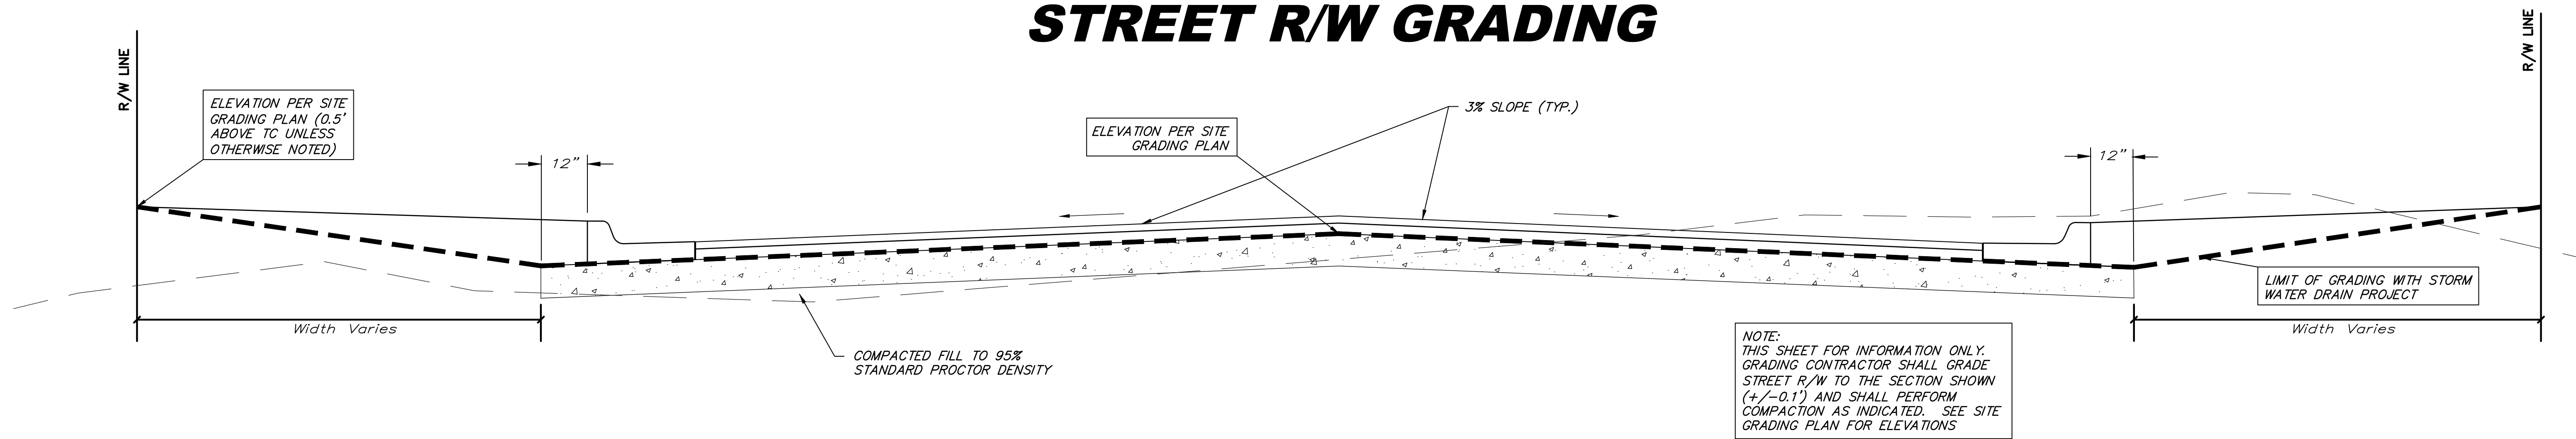 STREET R/W GRADING
R/W LINE
R/W LINE
ELEVATION PER SITE
GRADING PLAN (0.5'
ABOVE TC UNLESS
OTHERWISE NOTED)
12"
ELEVATION PER SITE
GRADING PLAN
3% SLOPE (TYP.)
12"
LIMIT OF GRADING WITH STORM
WATER DRAIN PROJECT
Width Varies
Width Varies
COMPACTED FILL TO 95%
STANDARD PROCTOR DENSITY
NOTE:
THIS SHEET FOR INFORMATION ONLY.
GRADING CONTRACTOR SHALL GRADE
STREET R/W TO THE SECTION SHOWN
(+/-0.1') AND SHALL PERFORM
COMPACTION AS INDICATED. SEE SITE
GRADING PLAN FOR ELEVATIONS